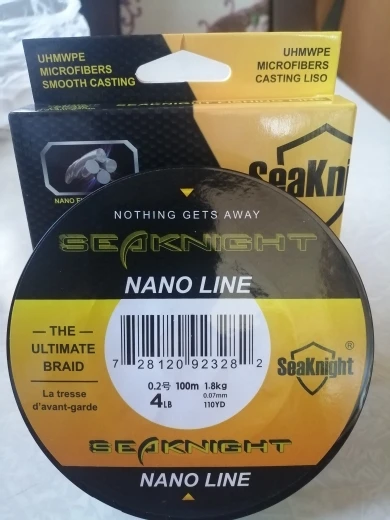 UHMWPE
MICROFIBERS
SMOOTH CASTING
UHMWPE
MICROFIBERS
CASTING LISO
SeaKni
NANO
NOTHING GETS AWAY
SEAKNIGHT
NANO LINE
— THE —
ULTIMATE
BRAID
La tresse
d'avant-garde
7 28120 92328 2
0.2号 100m 1.8kg
4LB 0.07mm
110YD
SeaKnight®
SEAKNIGHT
NANO LINE